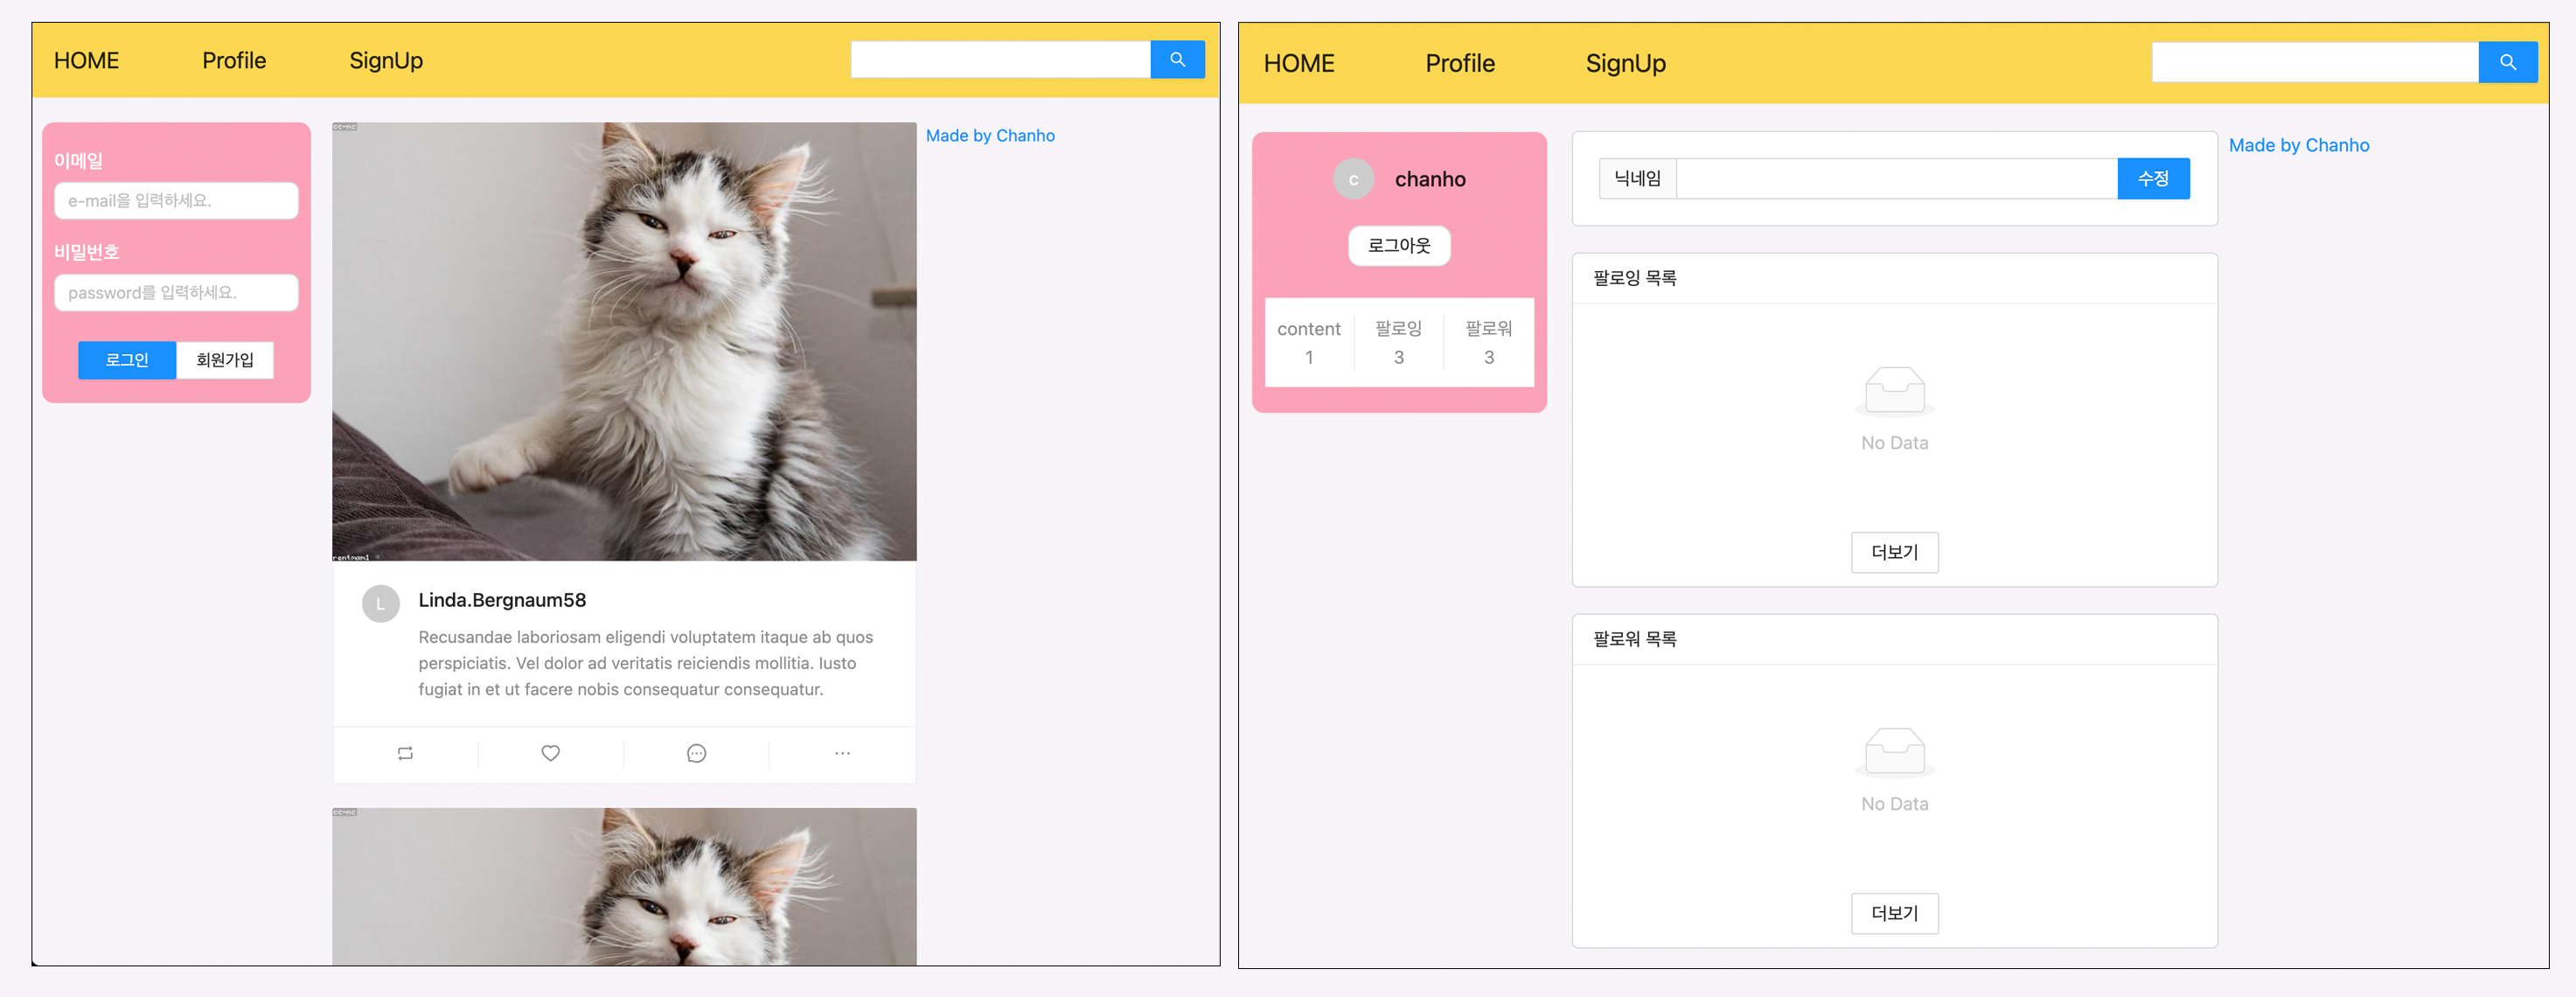 HOME Profile SignUp
이메일
e-mail을 입력하세요.
비밀번호
password를 입력하세요.
로그인 회원가입
cc-nc
Made by Chanho
Linda.Bergnaum58
L
Recusandae laboriosam eligendi voluptatem itaque ab quos
perspiciatis. Vel dolor ad veritatis reiciendis mollitia. Iusto
fugiat in et ut facere nobis consequatur consequatur.
cc-nc
HOME Profile SignUp
c chanho
로그아웃
content 팔로잉 팔로워
1 3 3
닉네임 수정
팔로잉 목록
No Data
더보기
팔로워 목록
No Data
더보기
Made by Chanho